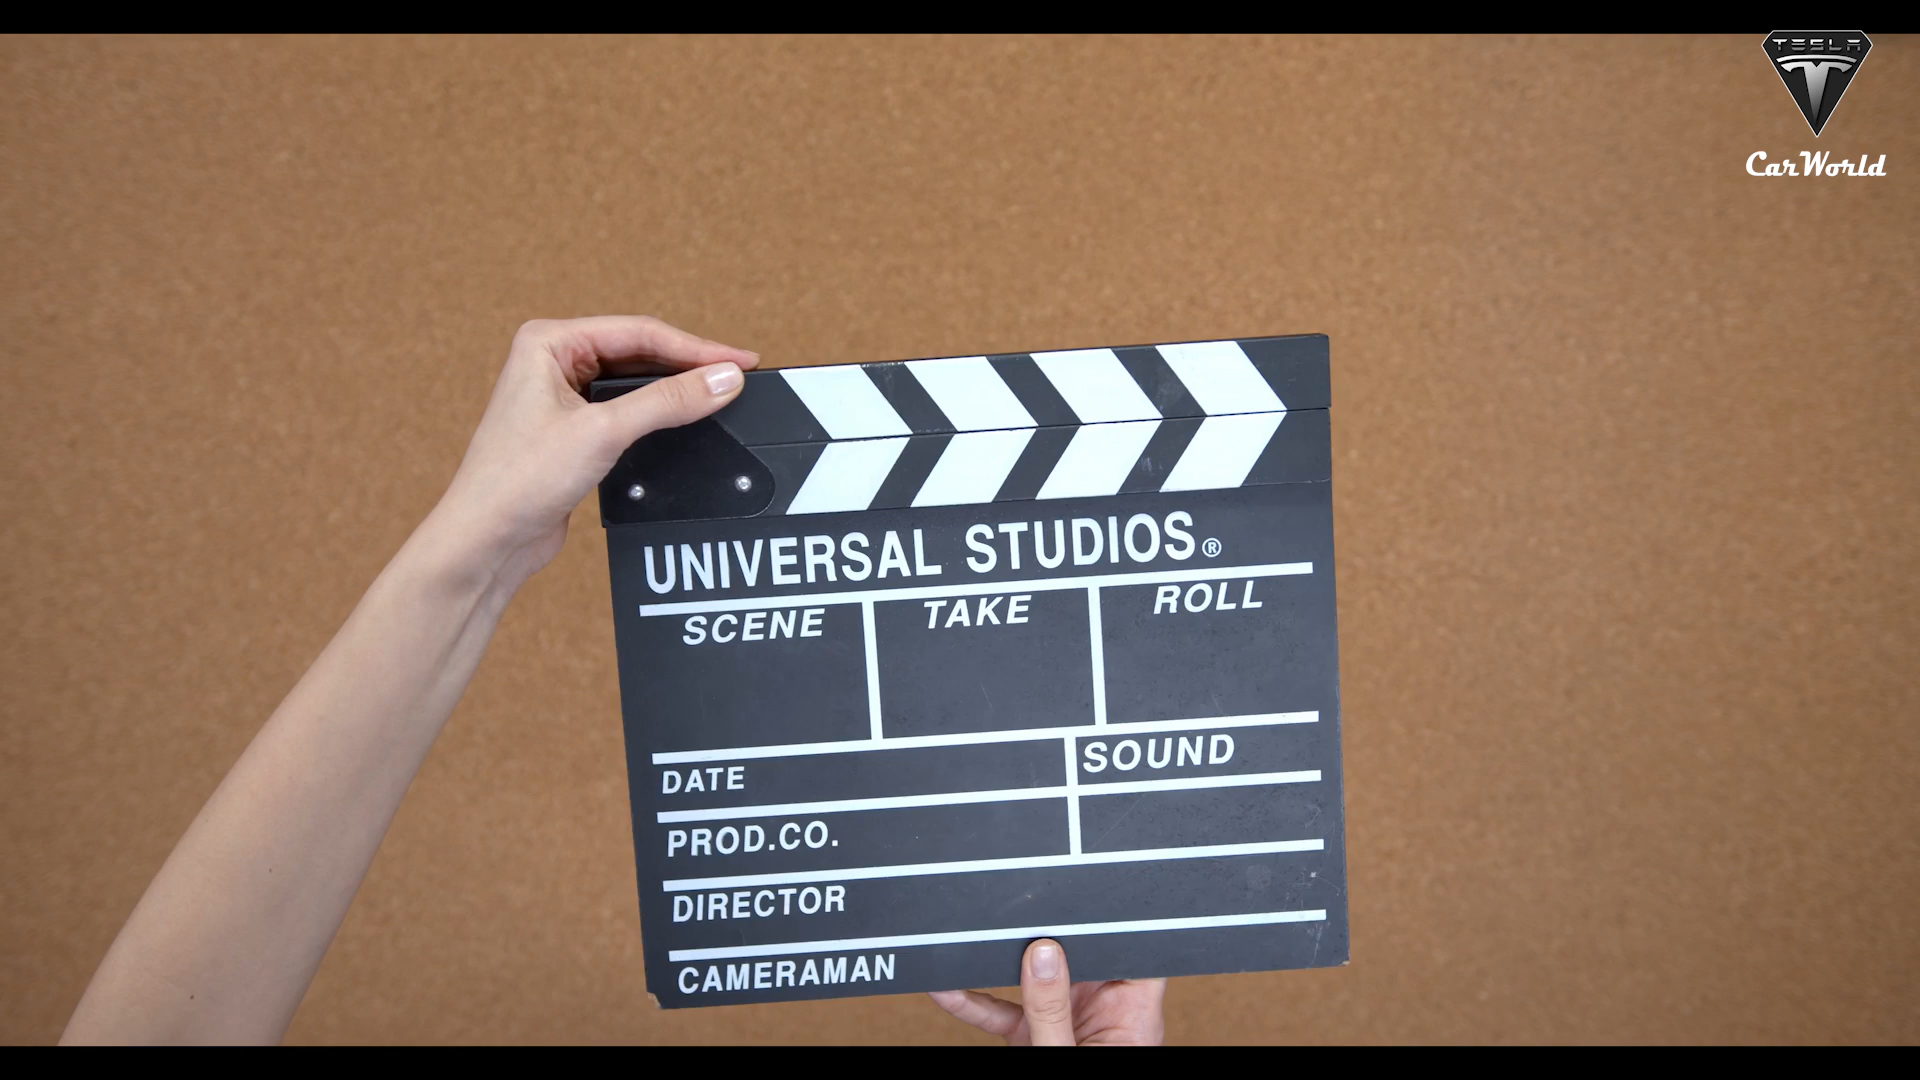 TESLA
CarWorld
UNIVERSAL STUDIOS®
SCENE TAKE ROLL
DATE SOUND
PROD.CO.
DIRECTOR
CAMERAMAN